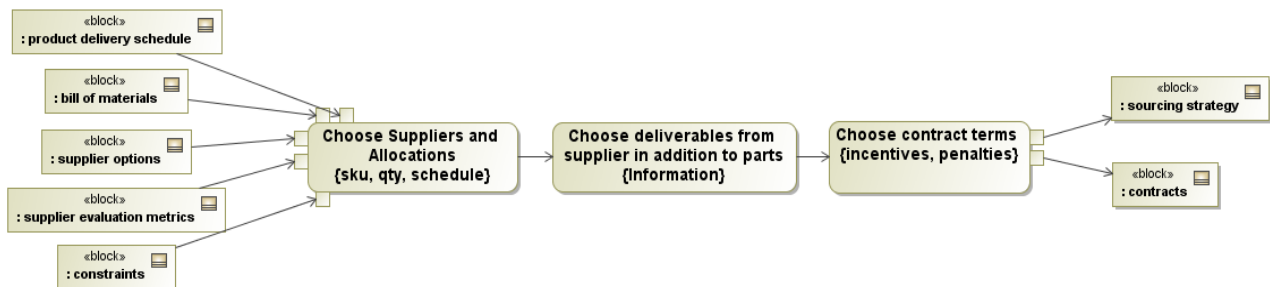 «block»
: product delivery schedule
«block»
: bill of materials
«block»
: supplier options
«block»
: supplier evaluation metrics
«block»
: constraints
Choose Suppliers and
Allocations
{sku, qty, schedule}
Choose deliverables from
supplier in addition to parts
{Information}
Choose contract terms
{incentives, penalties}
«block»
: sourcing strategy
«block»
: contracts